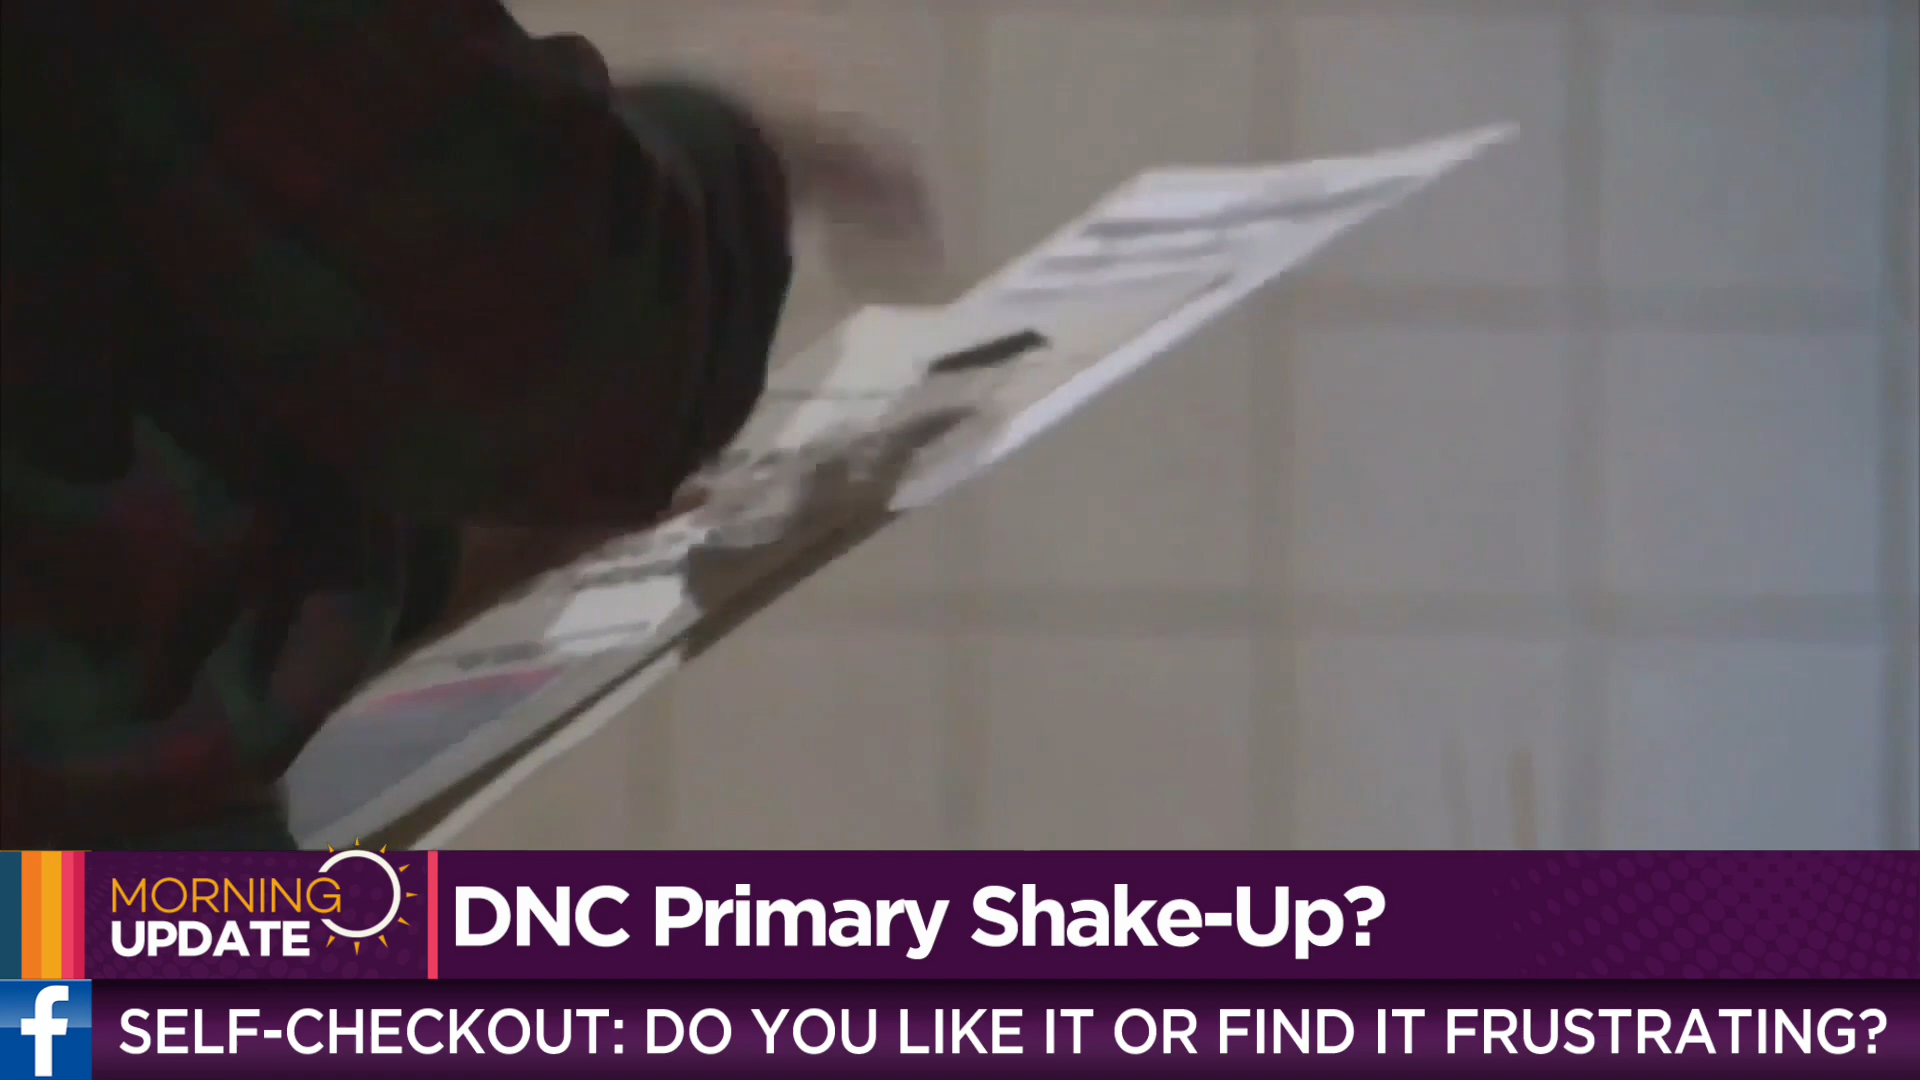 MORNING
UPDATE
DNC Primary Shake-Up?
SELF-CHECKOUT: DO YOU LIKE IT OR FIND IT FRUSTRATING?